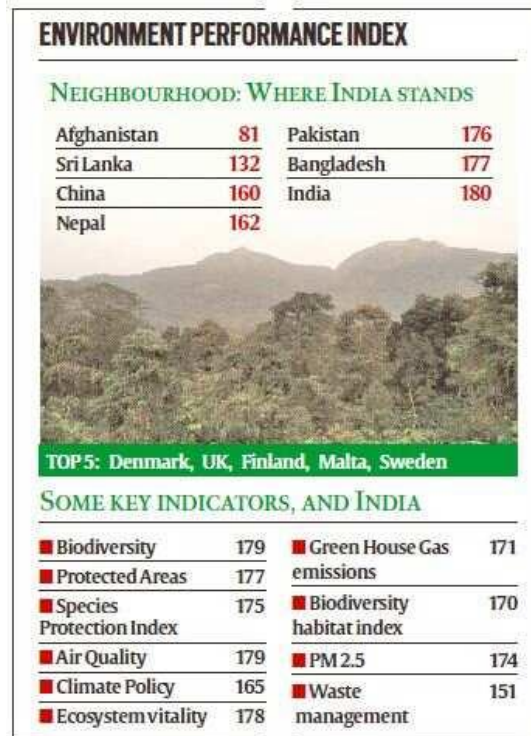 ENVIRONMENT PERFORMANCE INDEX
NEIGHBOURHOOD: WHERE INDIA STANDS
Afghanistan 81
Sri Lanka 132
China 160
Nepal 162
Pakistan 176
Bangladesh 177
India 180
TOP 5: Denmark, UK, Finland, Malta, Sweden
SOME KEY INDICATORS, AND INDIA
Biodiversity 179
Protected Areas 177
Species 175
Protection Index
Air Quality 179
Climate Policy 165
Ecosystem vitality 178
Green House Gas 171
emissions
Biodiversity 170
habitat index
PM 2.5 174
Waste 151
management